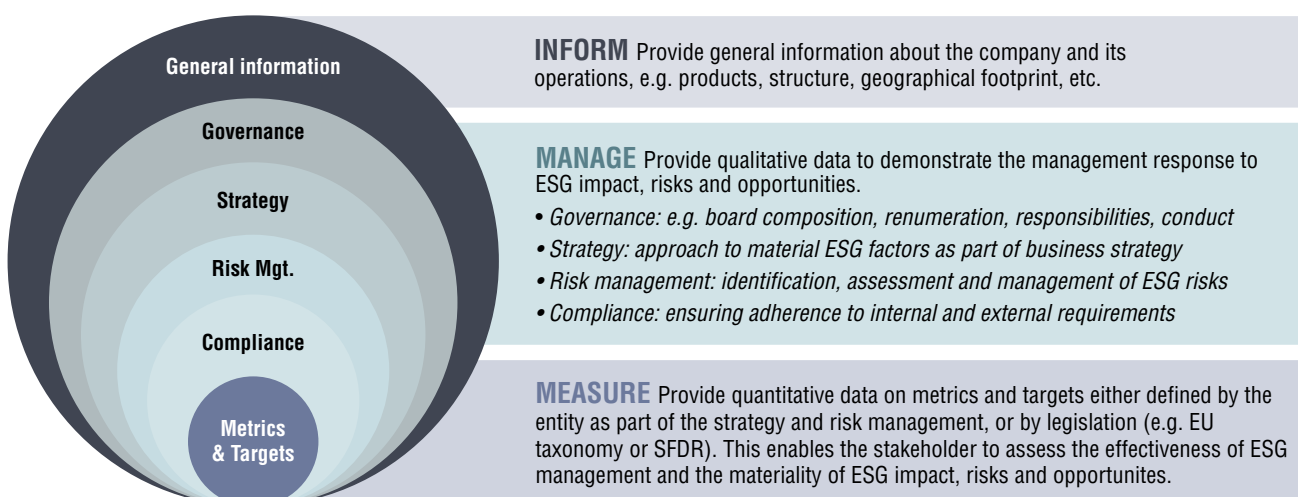 General information
Governance
Strategy
Risk Mgt.
Compliance
Metrics
& Targets
INFORM Provide general information about the company and its
operations, e.g. products, structure, geographical footprint, etc.
MANAGE Provide qualitative data to demonstrate the management response to
ESG impact, risks and opportunities.
• Governance: e.g. board composition, renumeration, responsibilities, conduct
• Strategy: approach to material ESG factors as part of business strategy
• Risk management: identification, assessment and management of ESG risks
• Compliance: ensuring adherence to internal and external requirements
MEASURE Provide quantitative data on metrics and targets either defined by the
entity as part of the strategy and risk management, or by legislation (e.g. EU
taxonomy or SFDR). This enables the stakeholder to assess the effectiveness of ESG
management and the materiality of ESG impact, risks and opportunites.